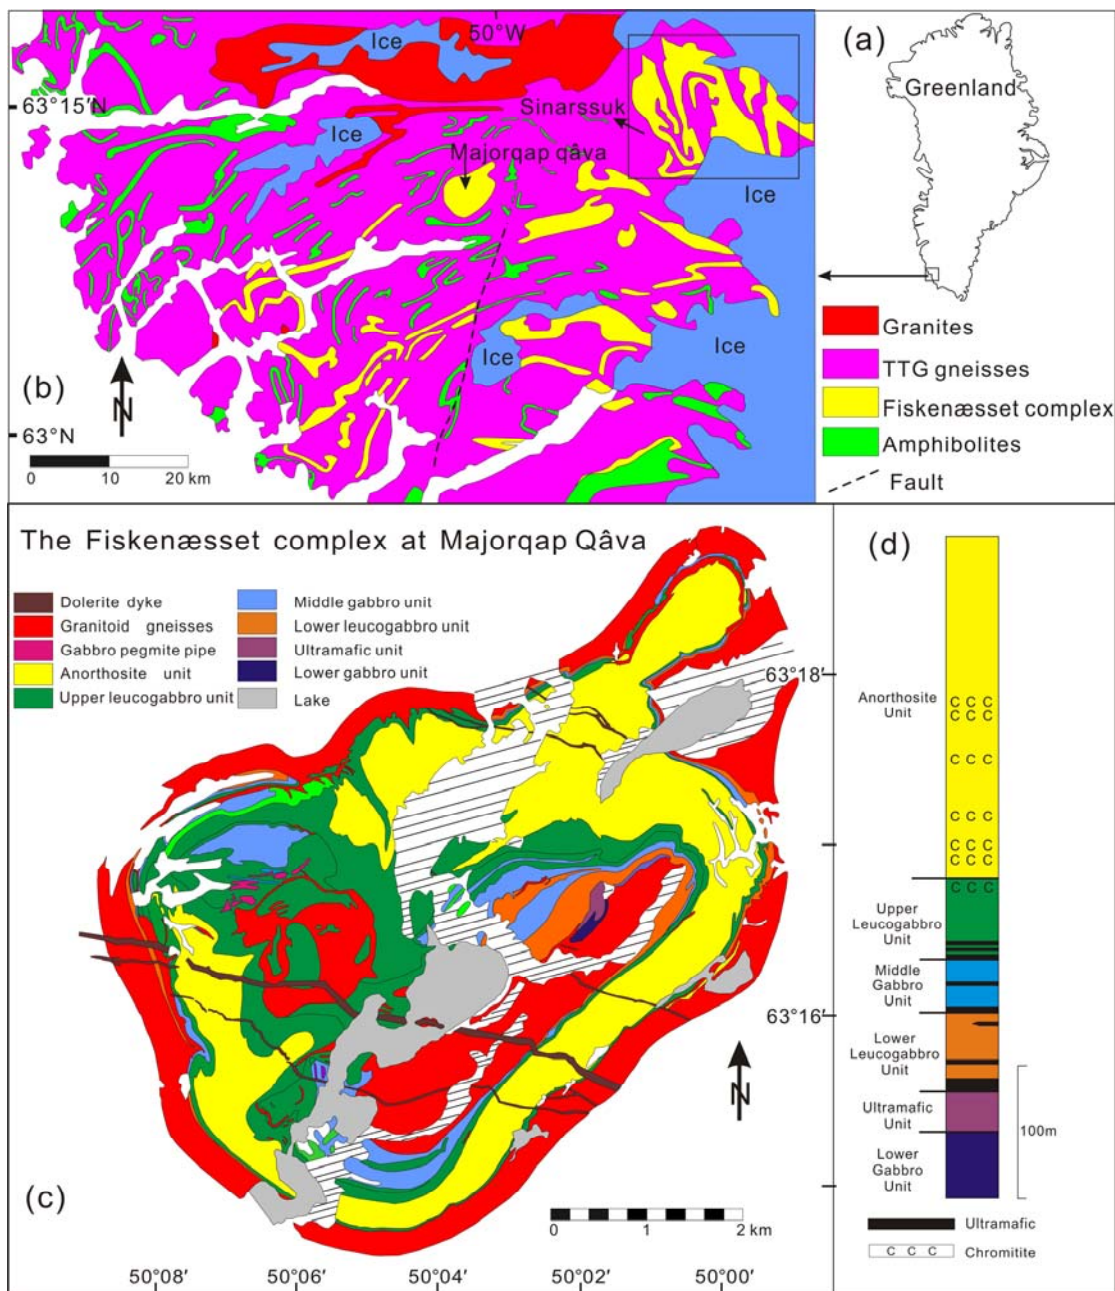 50°W
Ice
(a)
Greenland
63°15′N
Sinarssuk
Ice
Majorqap qâva
Ice
Granites
Ice
Ice
TTG gneisses
(b)
N
Fiskenæsset complex
63°N
Amphibolites
0 10 20 km
Fault
The Fiskenæsset complex at Majorqap Qâva
(d)
Dolerite dyke
Middle gabbro unit
Granitoid gneisses
Lower leucogabbro unit
Gabbro pegmite pipe
Ultramafic unit
Anorthosite unit
Lower gabbro unit
Upper leucogabbro unit
Lake
63°18′
Anorthosite
Unit
C C C
C C C
C C C
C C C
C C C
C C C
C C C
Upper
Leucogabbro
Unit
Middle
Gabbro
Unit
63°16′
Lower
Leucogabbro
Unit
N
Ultramafic
Unit
100m
Lower
Gabbro
Unit
(c)
0 1 2 km
Ultramafic
C C C
Chromitite
50°08′ 50°06′ 50°04′ 50°02′ 50°00′